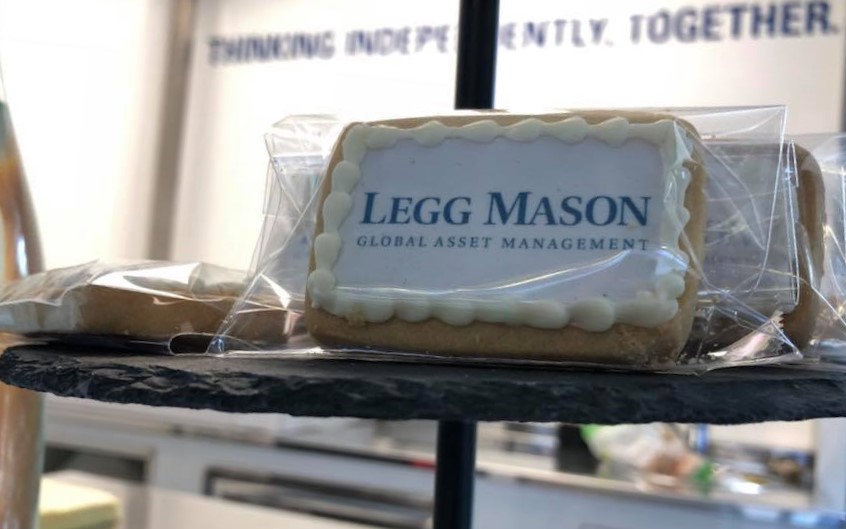 THINKING INDEPENDENTLY. TOGETHER.
LEGG MASON
GLOBAL ASSET MANAGEMENT